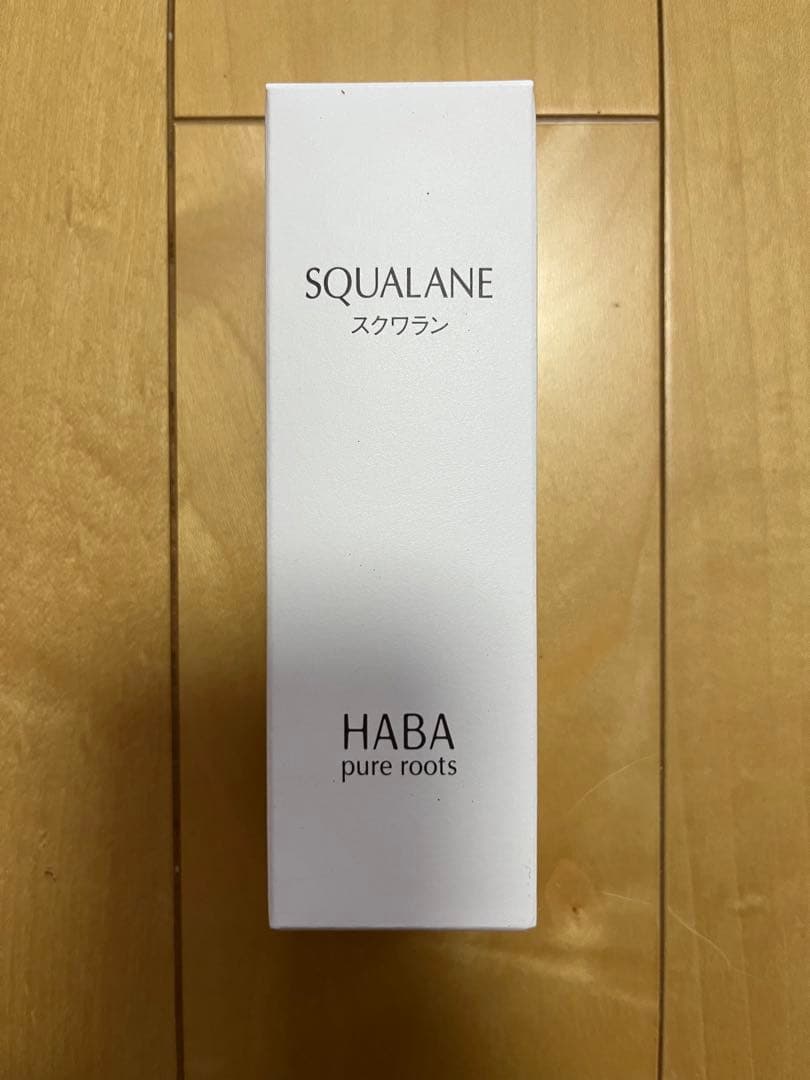 SQUALANE
スクワラン
HABA
pure roots